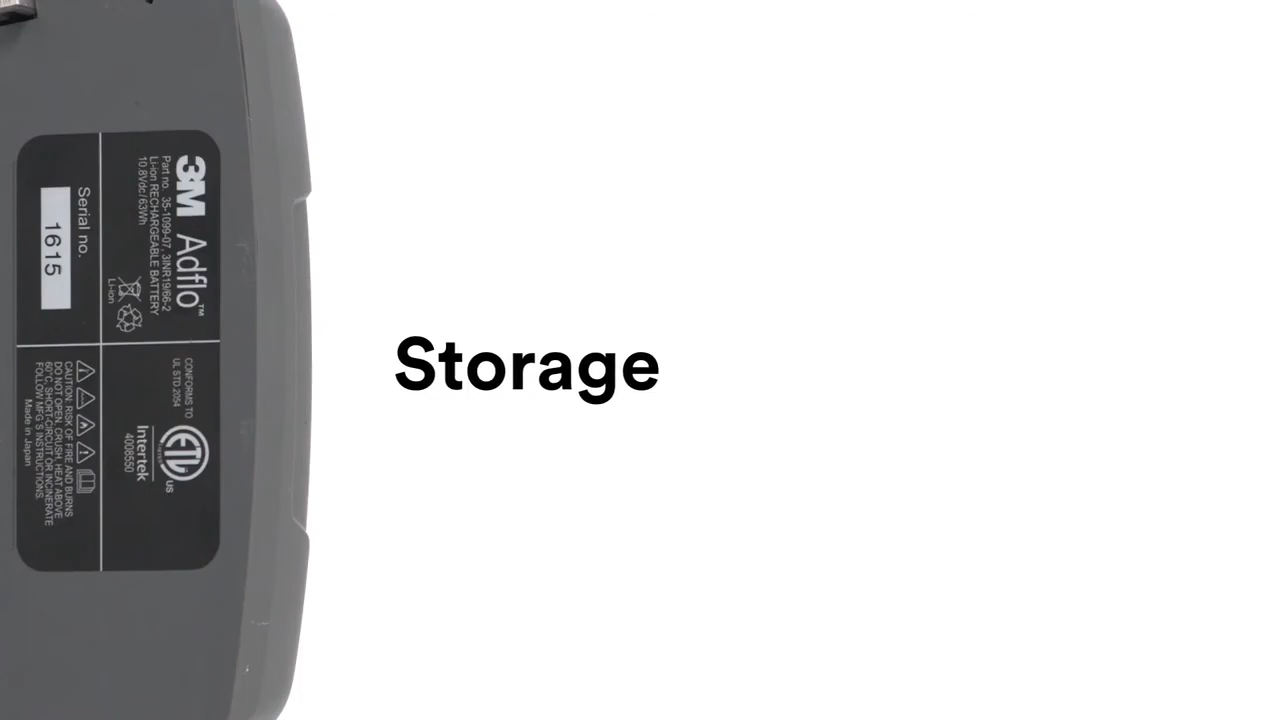 3M Adflo™
Part no. 35-1099-07, 3INR19/66-2
Li-ion RECHARGEABLE BATTERY
10.8Vdc/63Wh
Li-ion
Serial no.
1615
CONFORMS TO
UL STD 2054
ETL
US
Intertek
4008550
CAUTION: RISK OF FIRE AND BURNS
DO NOT OPEN, CRUSH, HEAT ABOVE
60°C, SHORT-CIRCUIT OR INCINERATE
FOLLOW MFG'S INSTRUCTIONS.
Made in Japan
Storage